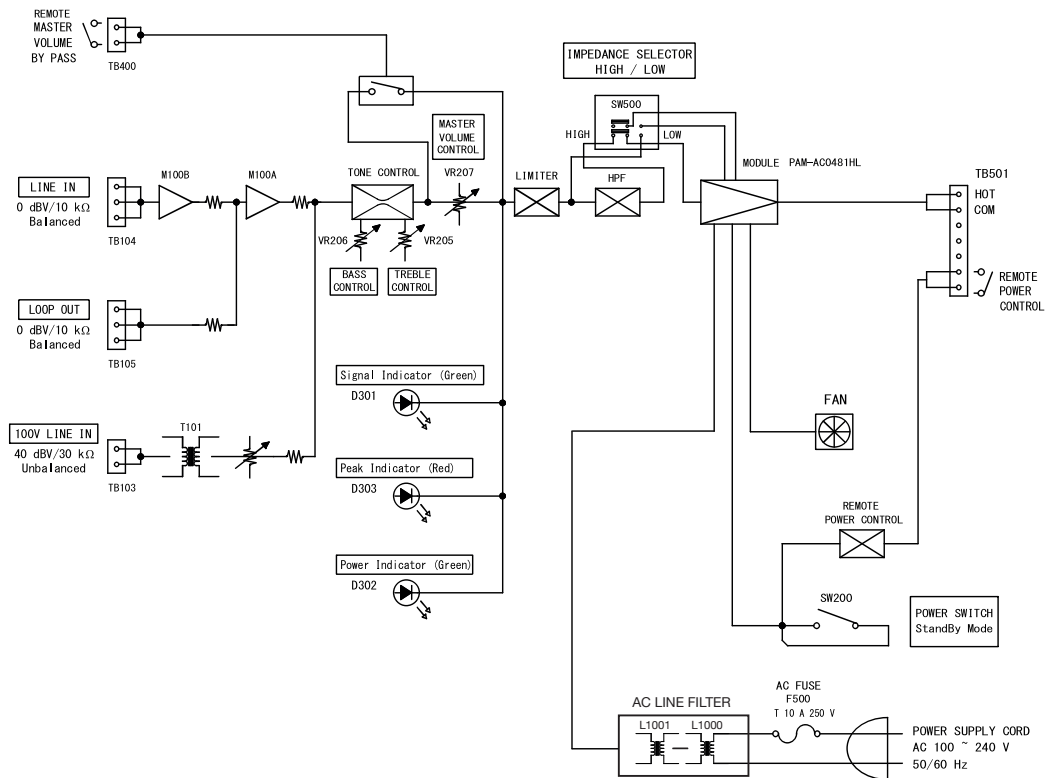 REMOTE
MASTER
VOLUME
BY PASS
TB400
IMPEDANCE SELECTOR
HIGH / LOW
SW500
HIGH
LOW
MASTER
VOLUME
CONTROL
VR207
LIMITER
HPF
MODULE PAM-AC0481HL
TB501
HOT
COM
REMOTE
POWER
CONTROL
LINE IN
0 dBV/10 kΩ
Balanced
TB104
M100B
M100A
TONE CONTROL
VR206
VR205
BASS
CONTROL
TREBLE
CONTROL
LOOP OUT
0 dBV/10 kΩ
Balanced
TB105
Signal Indicator (Green)
D301
100V LINE IN
40 dBV/30 kΩ
Unbalanced
TB103
T101
Peak Indicator (Red)
D303
FAN
REMOTE
POWER CONTROL
Power Indicator (Green)
D302
SW200
POWER SWITCH
StandBy Mode
AC LINE FILTER
L1001
L1000
AC FUSE
F500
T 10 A 250 V
POWER SUPPLY CORD
AC 100 ~ 240 V
50/60 Hz